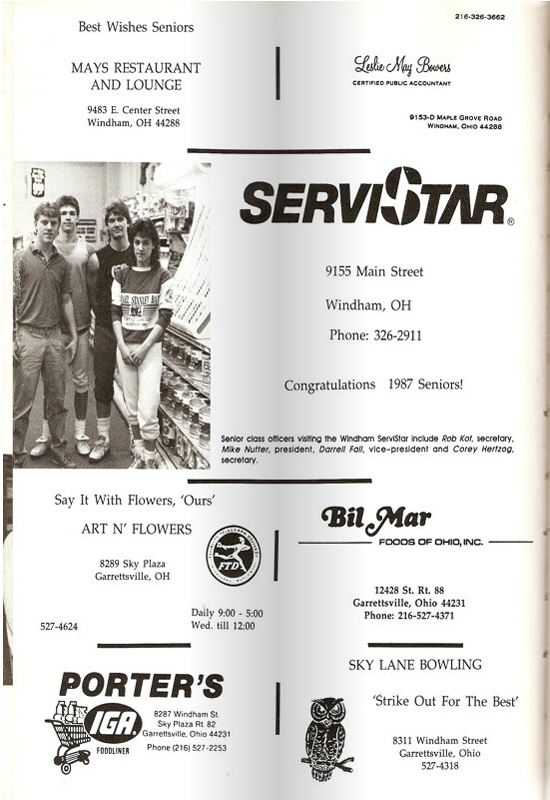 Best Wishes Seniors
MAYS RESTAURANT
AND LOUNGE
9483 E. Center Street
Windham, OH 44288
216-326-3662
Leslie May Bowers
CERTIFIED PUBLIC ACCOUNTANT
9153-D MAPLE GROVE ROAD
WINDHAM, OHIO 44288
SERVISTAR®
9155 Main Street
Windham, OH
Phone: 326-2911
Congratulations 1987 Seniors!
Senior class officers visiting the Windham ServiStar include Rob Kot, secretary,
Mike Nutter, president, Darrell Fall, vice-president and Corey Hertzog,
secretary.
Say It With Flowers, 'Ours'
ART N' FLOWERS
8289 Sky Plaza
Garrettsville, OH
FTD
Daily 9:00 - 5:00
Wed. till 12:00
527-4624
Bil Mar
FOODS OF OHIO, INC.
12428 St. Rt. 88
Garrettsville, Ohio 44231
Phone: 216-527-4371
PORTER'S
IGA
FOODLINER
8287 Windham St.
Sky Plaza Rt. 82
Garrettsville, Ohio 44231
Phone (216) 527-2253
SKY LANE BOWLING
'Strike Out For The Best'
8311 Windham Street
Garrettsville, Ohio
527-4318